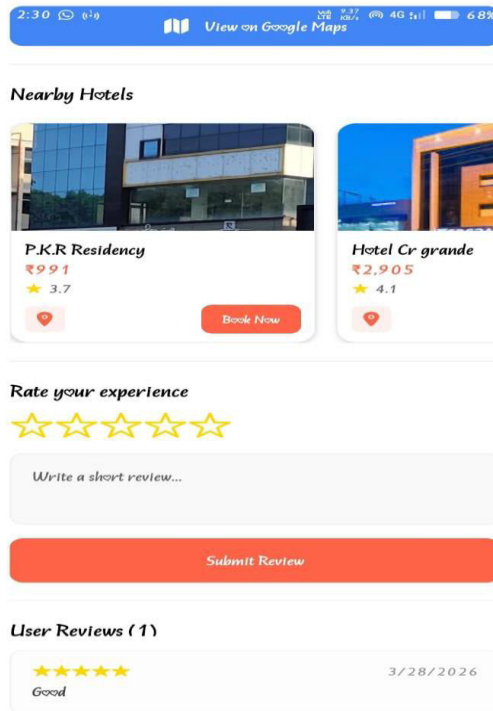 2:30 Vo)) LTE 9.37 KB/s 4G 68%
View on Google Maps
Nearby Hotels
P.K.R Residency
₹991
3.7
Book Now
Hotel Cr grande
₹2,905
4.1
Rate your experience
Write a short review...
Submit Review
User Reviews (1)
3/28/2026
Good